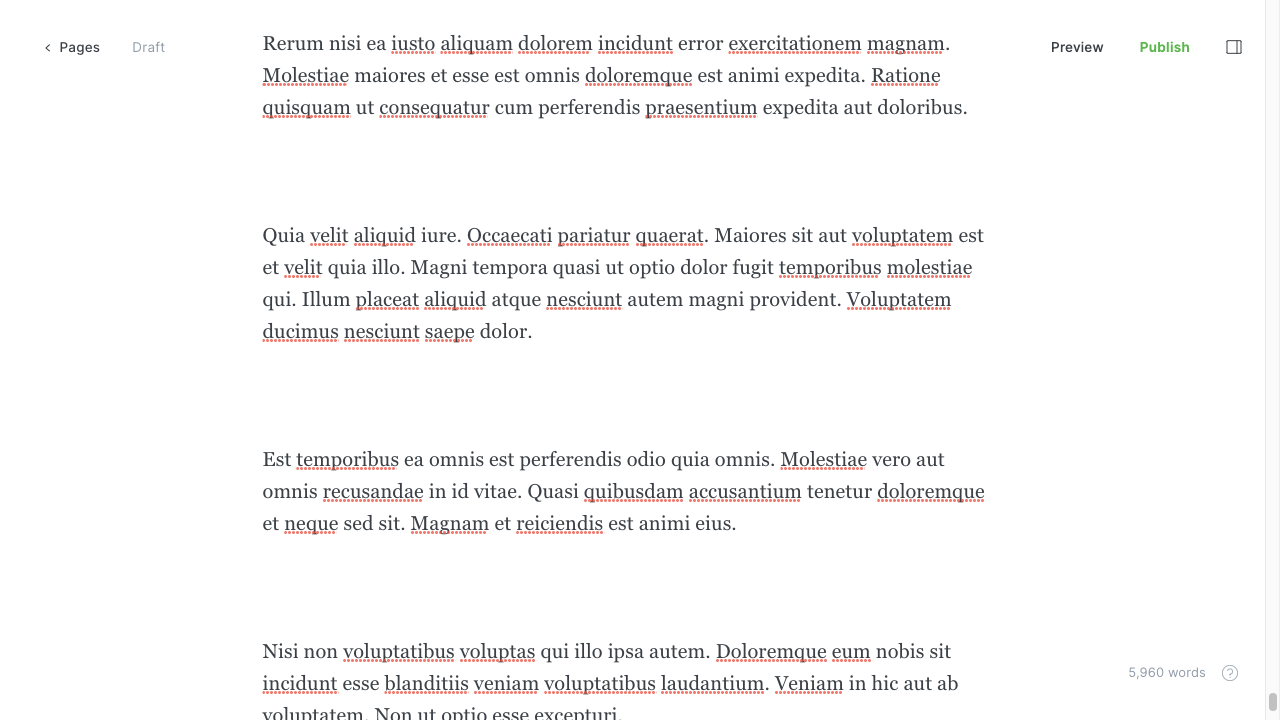 Pages
Draft
Preview
Publish
Rerum nisi ea iusto aliquam dolorem incidunt error exercitationem magnam.
Molestiae maiores et esse est omnis doloremque est animi expedita. Ratione
quisquam ut consequatur cum perferendis praesentium expedita aut doloribus.
Quia velit aliquid iure. Occaecati pariatur quaerat. Maiores sit aut voluptatem est
et velit quia illo. Magni tempora quasi ut optio dolor fugit temporibus molestiae
qui. Illum placeat aliquid atque nesciunt autem magni provident. Voluptatem
ducimus nesciunt saepe dolor.
Est temporibus ea omnis est perferendis odio quia omnis. Molestiae vero aut
omnis recusandae in id vitae. Quasi quibusdam accusantium tenetur doloremque
et neque sed sit. Magnam et reiciendis est animi eius.
Nisi non voluptatibus voluptas qui illo ipsa autem. Doloremque eum nobis sit
incidunt esse blanditiis veniam voluptatibus laudantium. Veniam in hic aut ab
voluptatem. Non ut optio esse excepturi.
5,960 words